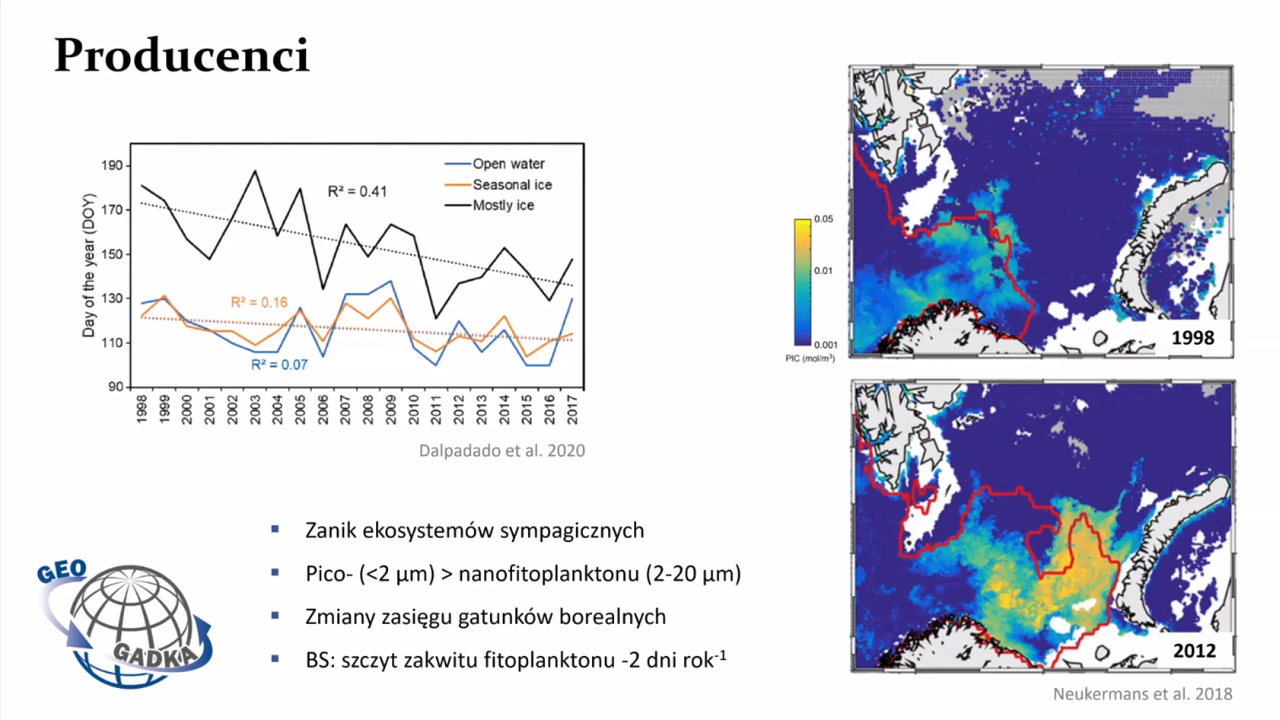 Producenci
190
170
150
130
110
90
Day of the year (DOY)
Open water
Seasonal ice
Mostly ice
R² = 0.41
R² = 0.16
R² = 0.07
1998
1999
2000
2001
2002
2003
2004
2005
2006
2007
2008
2009
2010
2011
2012
2013
2014
2015
2016
2017
Dalpadado et al. 2020
▪ Zanik ekosystemów sympagicznych
▪ Pico- (<2 µm) > nanofitoplanktonu (2-20 µm)
▪ Zmiany zasięgu gatunków borealnych
▪ BS: szczyt zakwitu fitoplanktonu -2 dni rok⁻¹
GEO
GADKA
0.05
0.01
0.001
PIC (mol/m³)
1998
2012
Neukermans et al. 2018